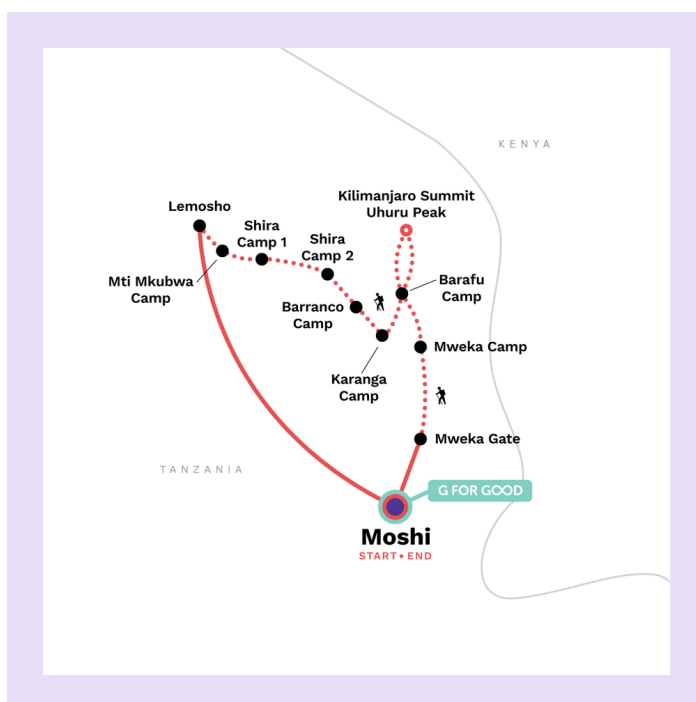 KENYA
Kilimanjaro Summit
Uhuru Peak
Lemosho
Shira
Camp 1
Shira
Camp 2
Mti Mkubwa
Camp
Barafu
Camp
Barranco
Camp
Mweka Camp
Karanga
Camp
Mweka Gate
TANZANIA
G FOR GOOD
Moshi
START • END